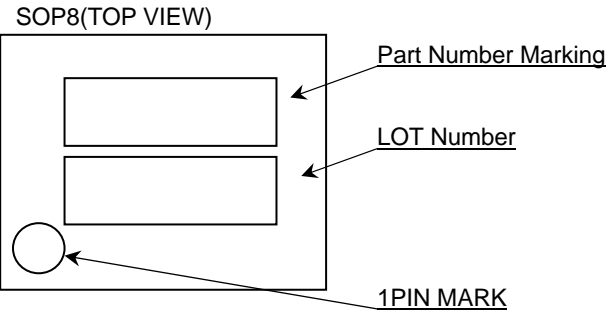 SOP8(TOP VIEW)
Part Number Marking
LOT Number
1PIN MARK